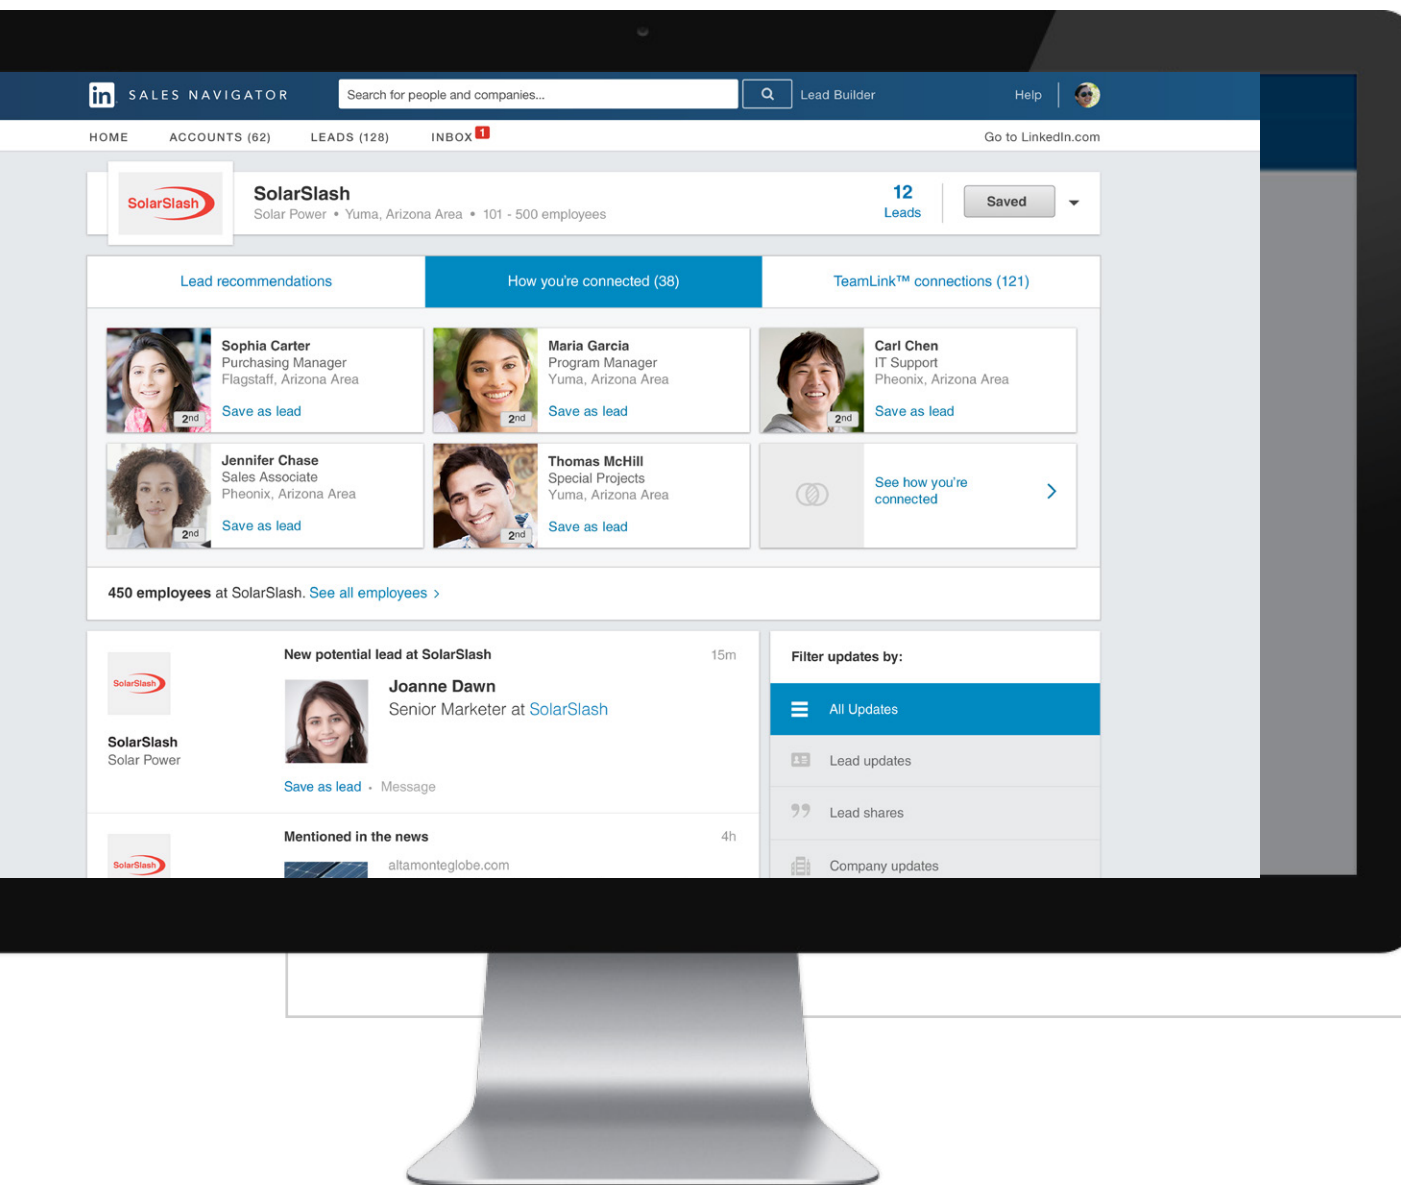 in SALES NAVIGATOR
Search for people and companies...
Lead Builder
Help
HOME
ACCOUNTS (62)
LEADS (128)
INBOX 1
Go to LinkedIn.com
SolarSlash
SolarSlash
Solar Power • Yuma, Arizona Area • 101 - 500 employees
12
Leads
Saved
Lead recommendations
How you're connected (38)
TeamLink™ connections (121)
Sophia Carter
Purchasing Manager
Flagstaff, Arizona Area
Save as lead
2nd
Maria Garcia
Program Manager
Yuma, Arizona Area
Save as lead
2nd
Carl Chen
IT Support
Pheonix, Arizona Area
Save as lead
2nd
Jennifer Chase
Sales Associate
Pheonix, Arizona Area
Save as lead
2nd
Thomas McHill
Special Projects
Yuma, Arizona Area
Save as lead
2nd
See how you're
connected
450 employees at SolarSlash. See all employees >
SolarSlash
SolarSlash
Solar Power
New potential lead at SolarSlash
15m
Joanne Dawn
Senior Marketer at SolarSlash
Save as lead • Message
SolarSlash
Mentioned in the news
4h
altamonteglobe.com
Filter updates by:
All Updates
Lead updates
Lead shares
Company updates